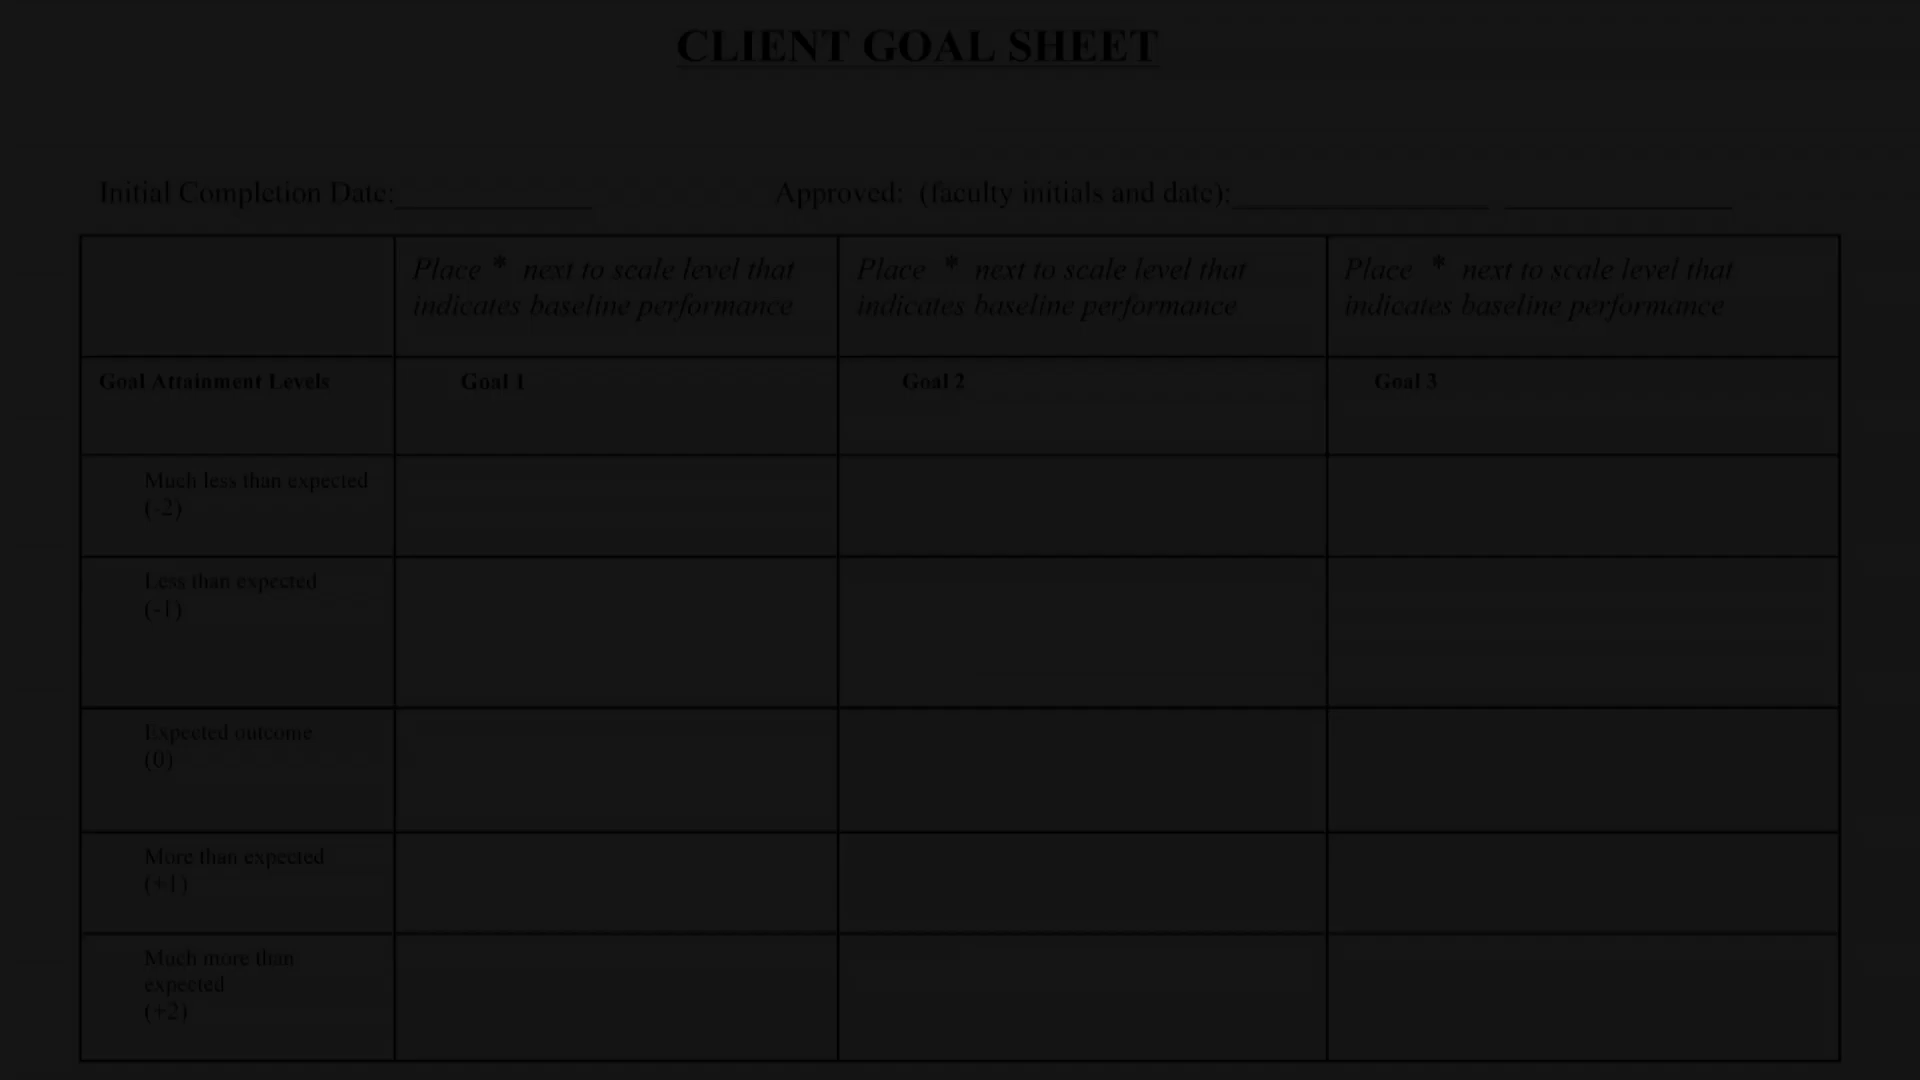 CLIENT GOAL SHEET
Initial Completion Date:______________ Approved: (faculty initials and date):__________________ ________________
Place * next to scale level that
indicates baseline performance
Place * next to scale level that
indicates baseline performance
Place * next to scale level that
indicates baseline performance
Goal Attainment Levels
Goal 1
Goal 2
Goal 3
Much less than expected
(-2)
Less than expected
(-1)
Expected outcome
(0)
More than expected
(+1)
Much more than
expected
(+2)